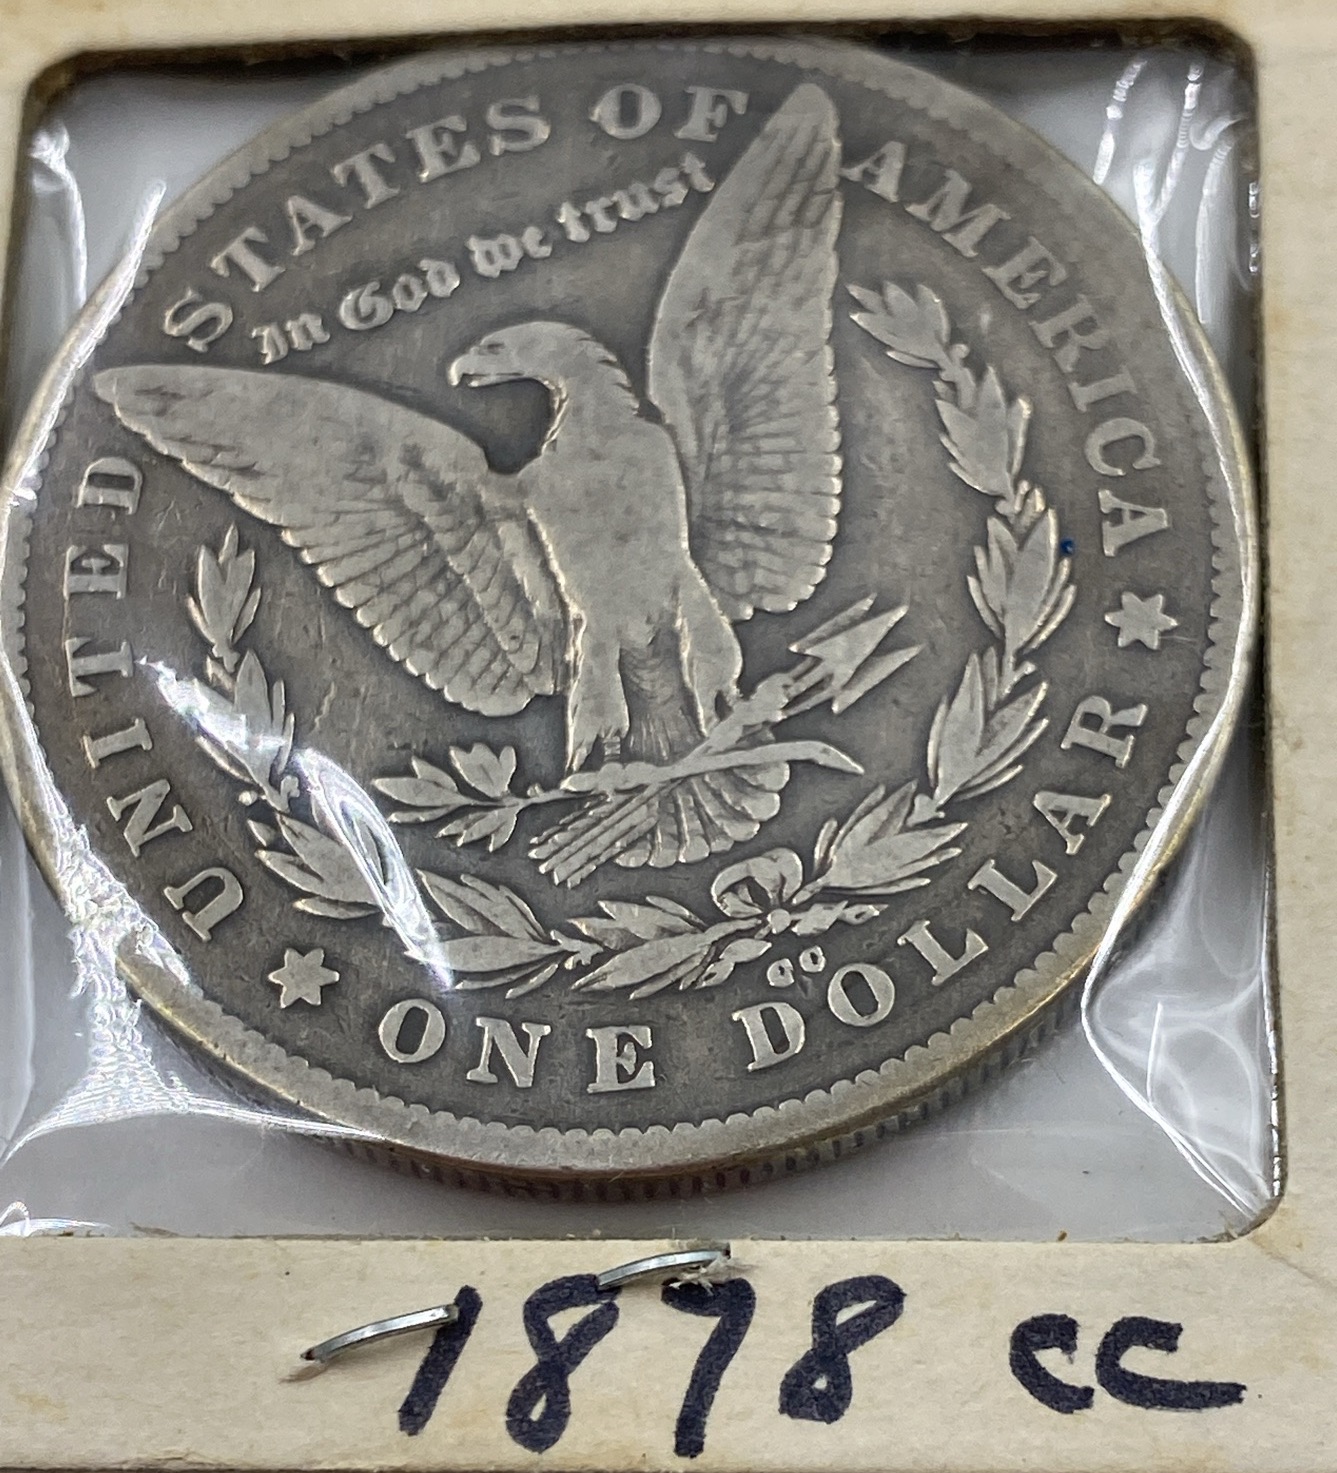 UNITED STATES OF AMERICA
In God we trust
CC
ONE DOLLAR
1878 CC